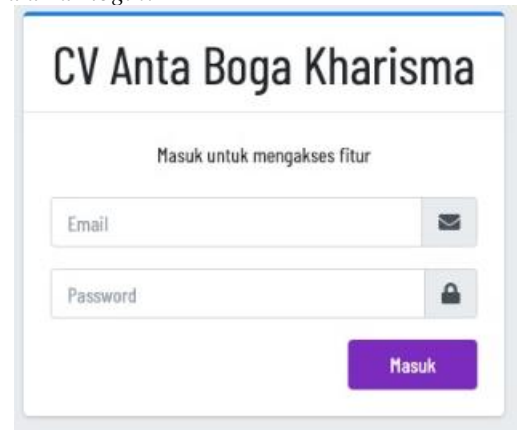 CV Anta Boga Kharisma
Masuk untuk mengakses fitur
Email
Password
Masuk